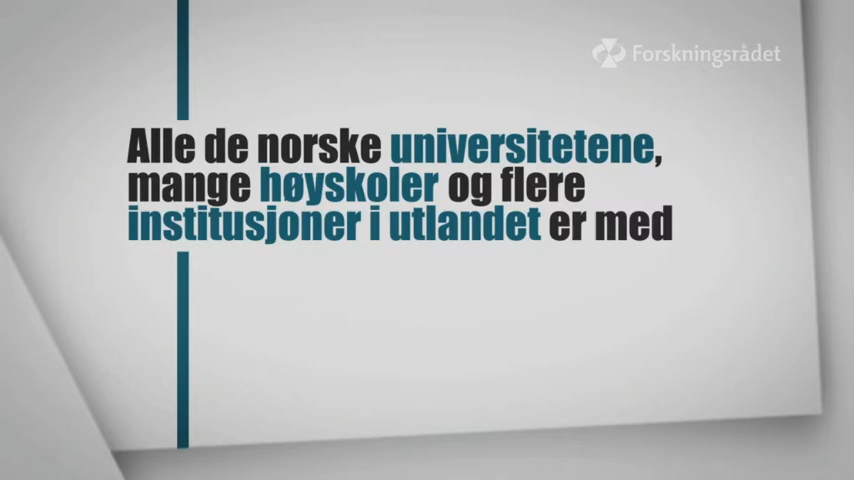 Forskningsrådet
Alle de norske universitetene,
mange høyskoler og flere
institusjoner i utlandet er med